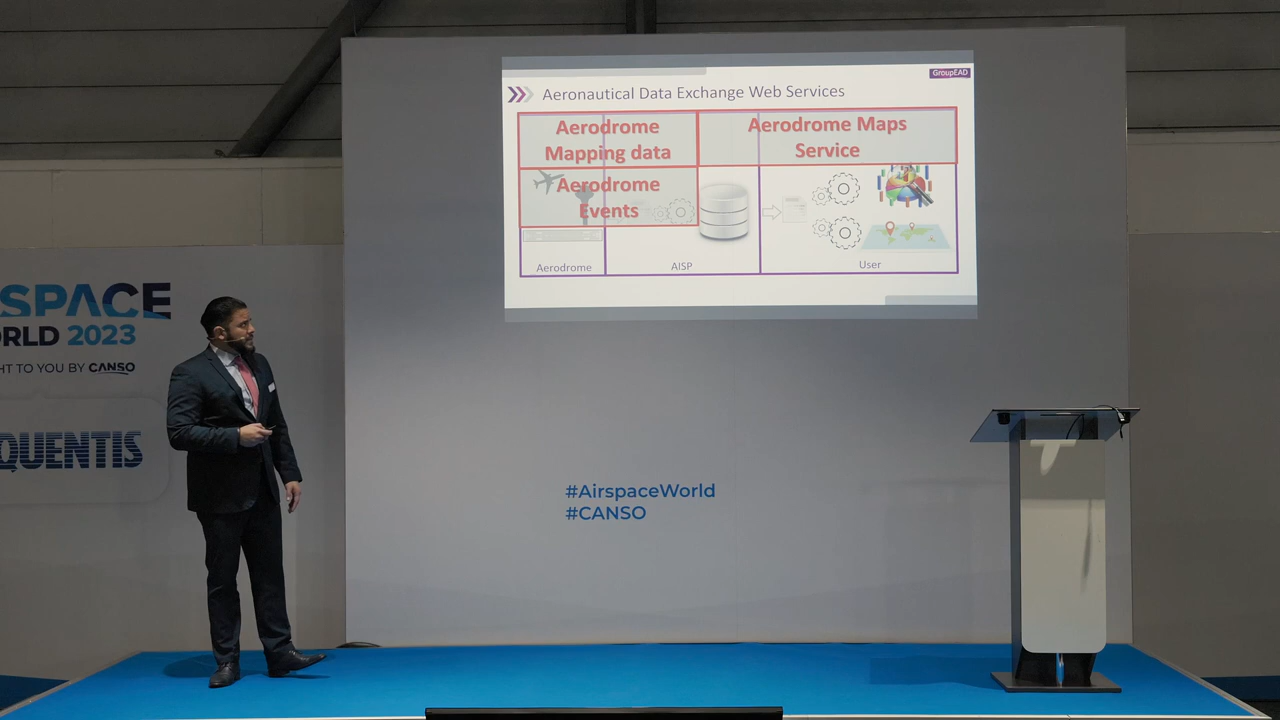 GroupEAD
Aeronautical Data Exchange Web Services
Aerodrome
Mapping data
Aerodrome Maps
Service
Aerodrome
Events
Aerodrome
AISP
User
SPACE
RLD 2023
HT TO YOU BY CANSO
QUENTIS
#AirspaceWorld
#CANSO